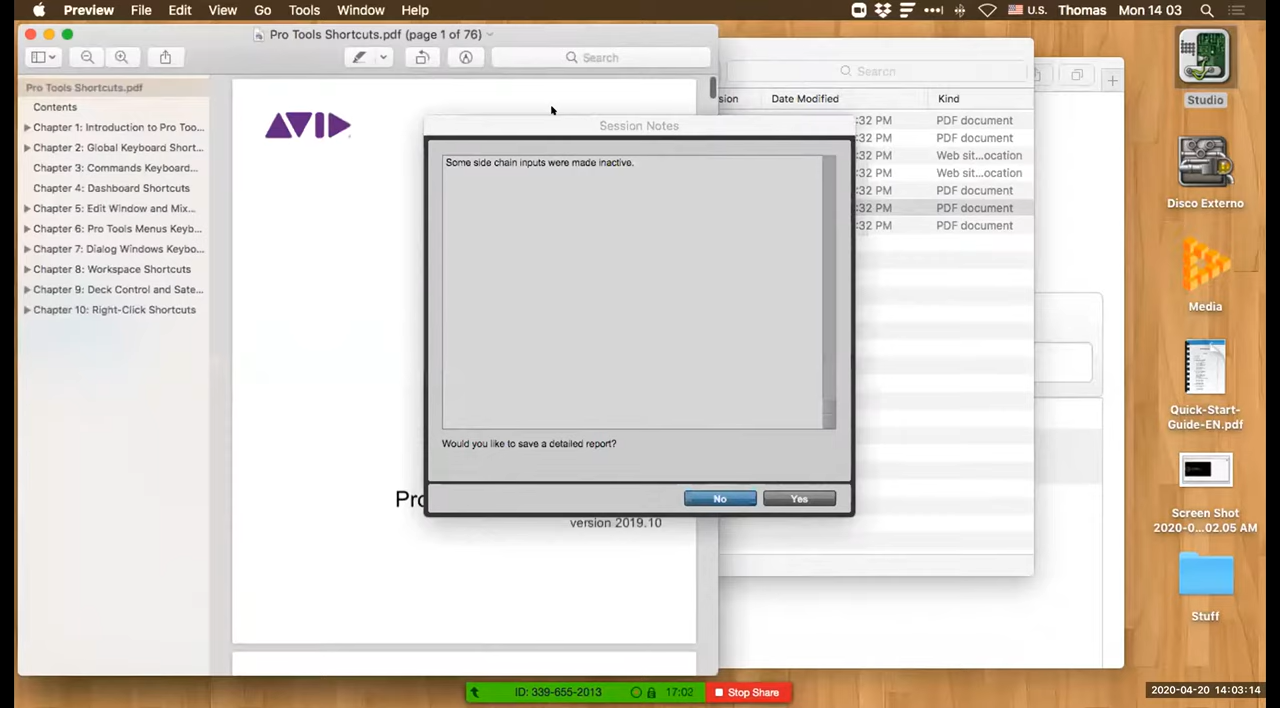 Preview File Edit View Go Tools Window Help
U.S. Thomas Mon 14 03
Pro Tools Shortcuts.pdf (page 1 of 76)
Search
Pro Tools Shortcuts.pdf
Contents
Chapter 1: Introduction to Pro Too...
Chapter 2: Global Keyboard Short...
Chapter 3: Commands Keyboard...
Chapter 4: Dashboard Shortcuts
Chapter 5: Edit Window and Mix...
Chapter 6: Pro Tools Menus Keyb...
Chapter 7: Dialog Windows Keybo...
Chapter 8: Workspace Shortcuts
Chapter 9: Deck Control and Sate...
Chapter 10: Right-Click Shortcuts
AVID
Pro
version 2019.10
Session Notes
Some side chain inputs were made inactive.
Would you like to save a detailed report?
No Yes
Search
sion Date Modified Kind
:32 PM PDF document
:32 PM PDF document
:32 PM Web sit...ocation
:32 PM Web sit...ocation
:32 PM PDF document
:32 PM PDF document
:32 PM PDF document
Studio
Disco Externo
Media
Quick-Start-
Guide-EN.pdf
Screen Shot
2020-0...02.05 AM
Stuff
ID: 339-655-2013 17:02 Stop Share
2020-04-20 14:03:14